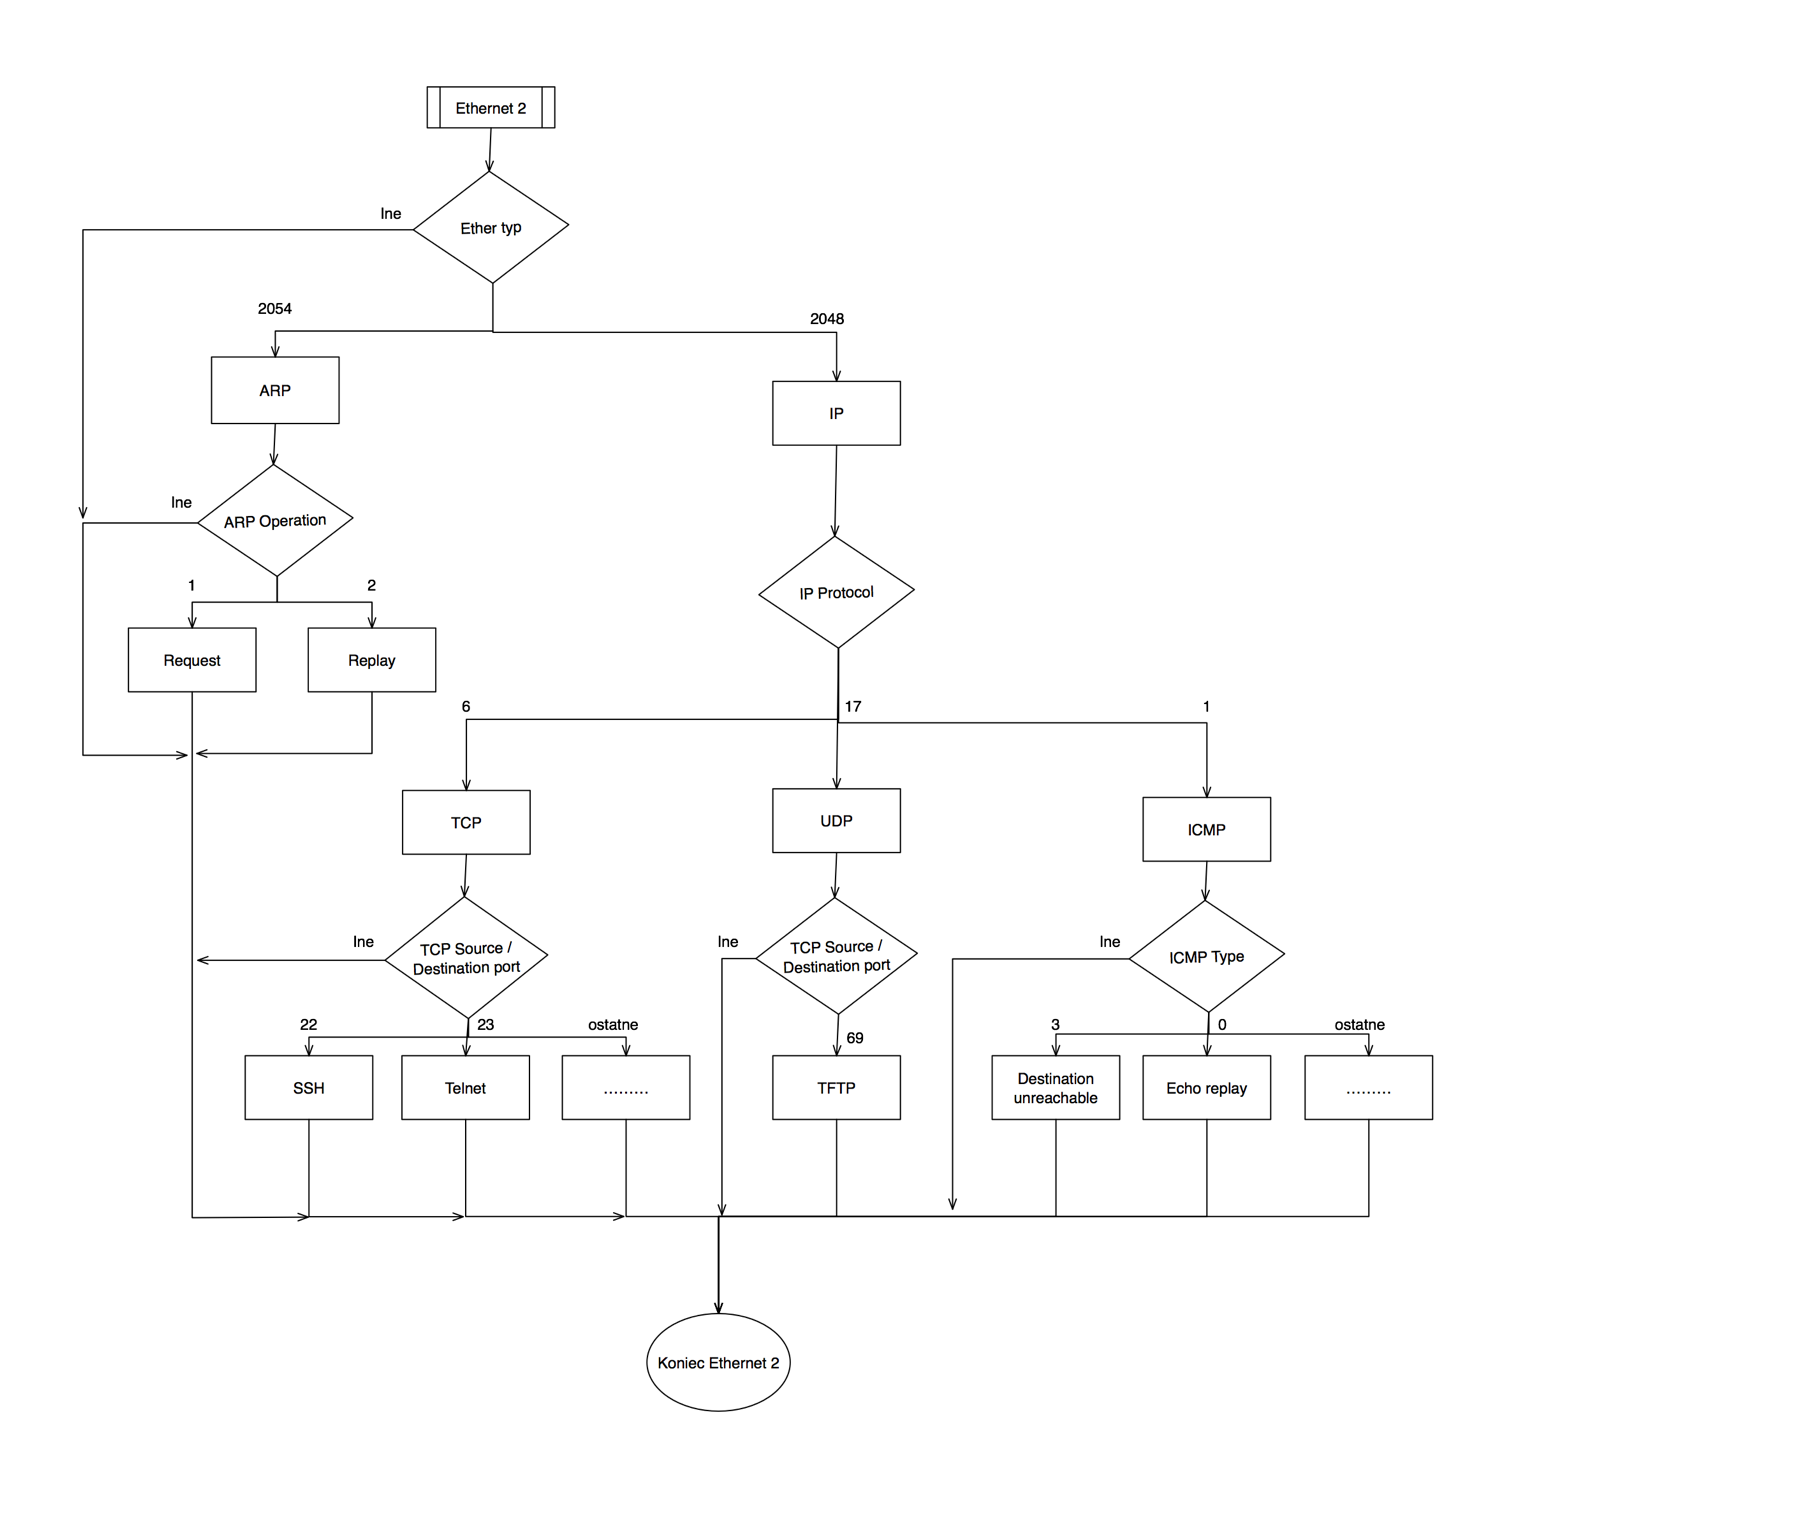 Ethernet 2
Ine
Ether typ
2054
2048
ARP
IP
Ine
ARP Operation
IP Protocol
1
2
Request
Replay
6
17
1
TCP
UDP
ICMP
Ine
TCP Source /
Destination port
Ine
TCP Source /
Destination port
Ine
ICMP Type
22
23
ostatne
69
3
0
ostatne
SSH
Telnet
.........
TFTP
Destination
unreachable
Echo replay
.........
Koniec Ethernet 2